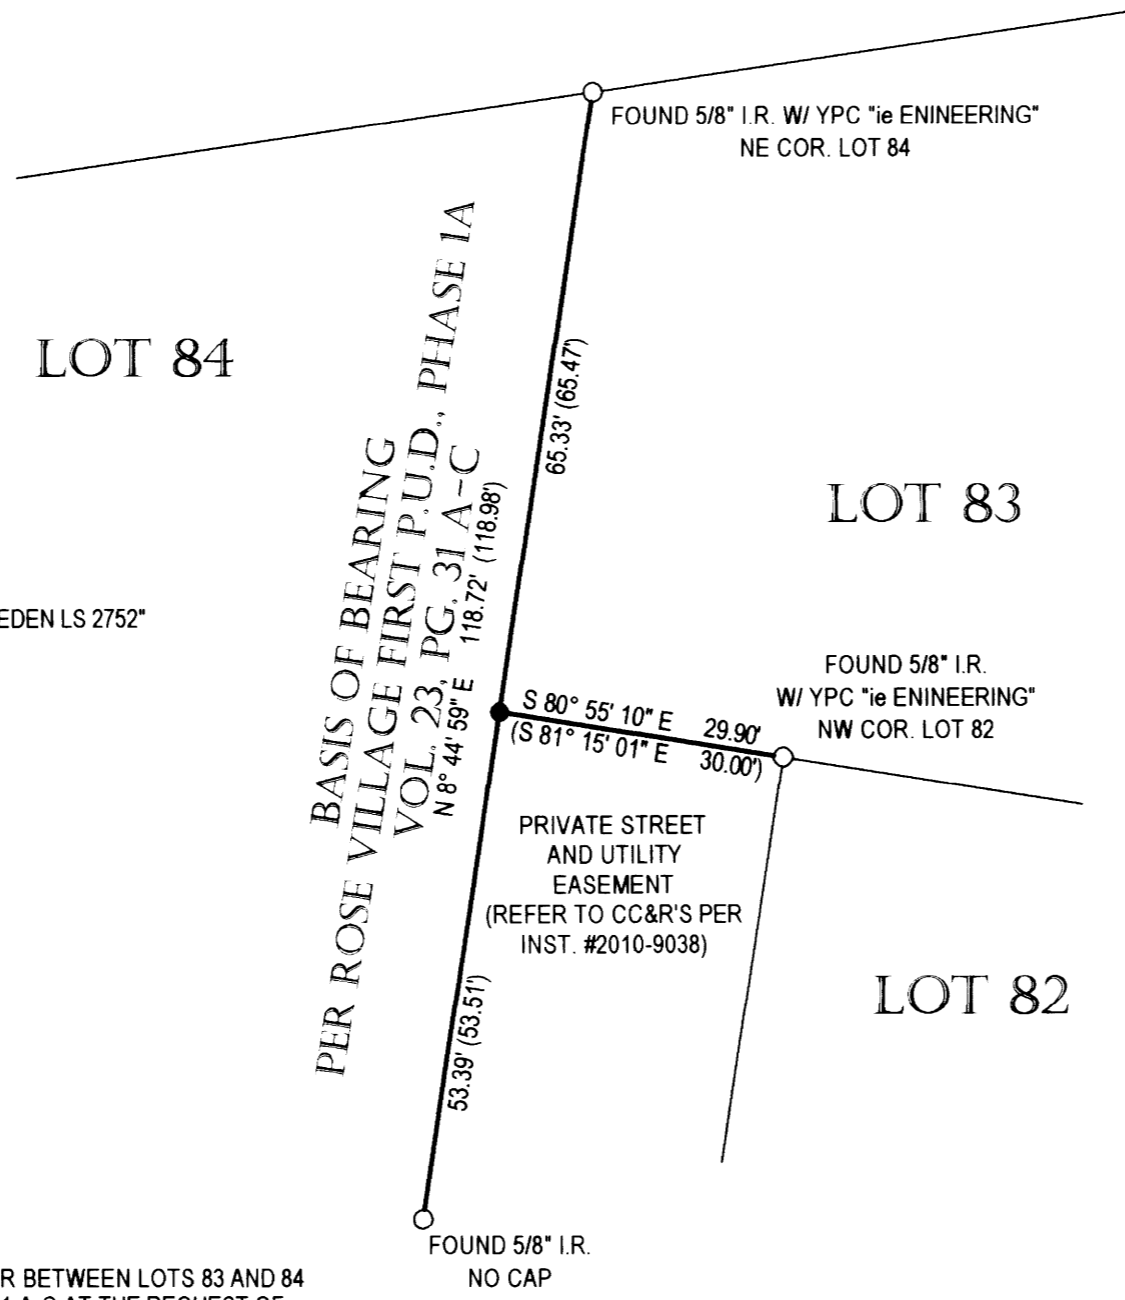 FOUND 5/8" I.R. W/ YPC "ie ENINEERING"
NE COR. LOT 84
LOT 84
65.33' (65.47')
LOT 83
BASIS OF BEARING
PER ROSE VILLAGE FIRST P.U.D., PHASE 1A
VOL. 23, PG. 31 A-C
N 8° 44' 59" E 118.72' (118.98')
EDEN LS 2752"
FOUND 5/8" I.R.
W/ YPC "ie ENINEERING"
NW COR. LOT 82
S 80° 55' 10" E 29.90'
(S 81° 15' 01" E 30.00')
PRIVATE STREET
AND UTILITY
EASEMENT
(REFER TO CC&R'S PER
INST. #2010-9038)
LOT 82
53.39' (53.51')
FOUND 5/8" I.R.
NO CAP
R BETWEEN LOTS 83 AND 84
A-C AT THE REQUEST OF